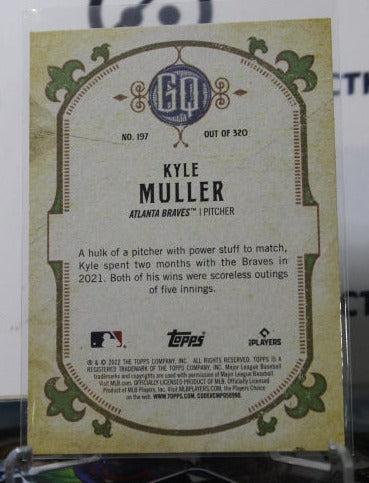 GQ
NO. 197 OUT OF 320
KYLE
MULLER
ATLANTA BRAVES™ | PITCHER
A hulk of a pitcher with power stuff to match,
Kyle spent two months with the Braves in
2021. Both of his wins were scoreless outings
of five innings.
Topps PLAYERS
® & © 2022 THE TOPPS COMPANY, INC. ALL RIGHTS RESERVED. TOPPS IS A
REGISTERED TRADEMARK OF THE TOPPS COMPANY, INC. Major League Baseball
trademarks and copyrights are used with permission of Major League Baseball.
Visit MLB.com. OFFICIALLY LICENSED PRODUCT OF MLB. Officially Licensed
Product of MLB Players, Inc. Visit MLBPLAYERS.com, the Players Choice
on the web. WWW.TOPPS.COM.